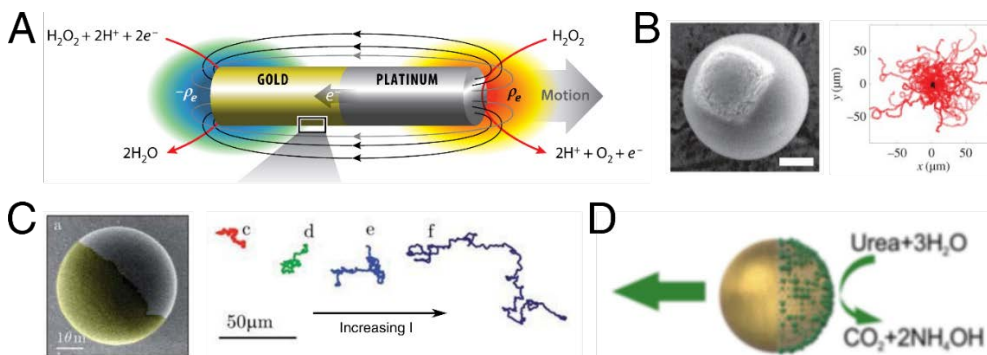 A
H₂O₂ + 2H⁺ + 2e⁻
H₂O₂
GOLD
PLATINUM
-ρₑ
e⁻
ρₑ
Motion
2H₂O
2H⁺ + O₂ + e⁻
B
y (µm)
50
0
-50
-50
0
50
x (µm)
C
a
1θm
c
d
e
f
50µm
Increasing I
D
Urea+3H₂O
CO₂+2NH₄OH